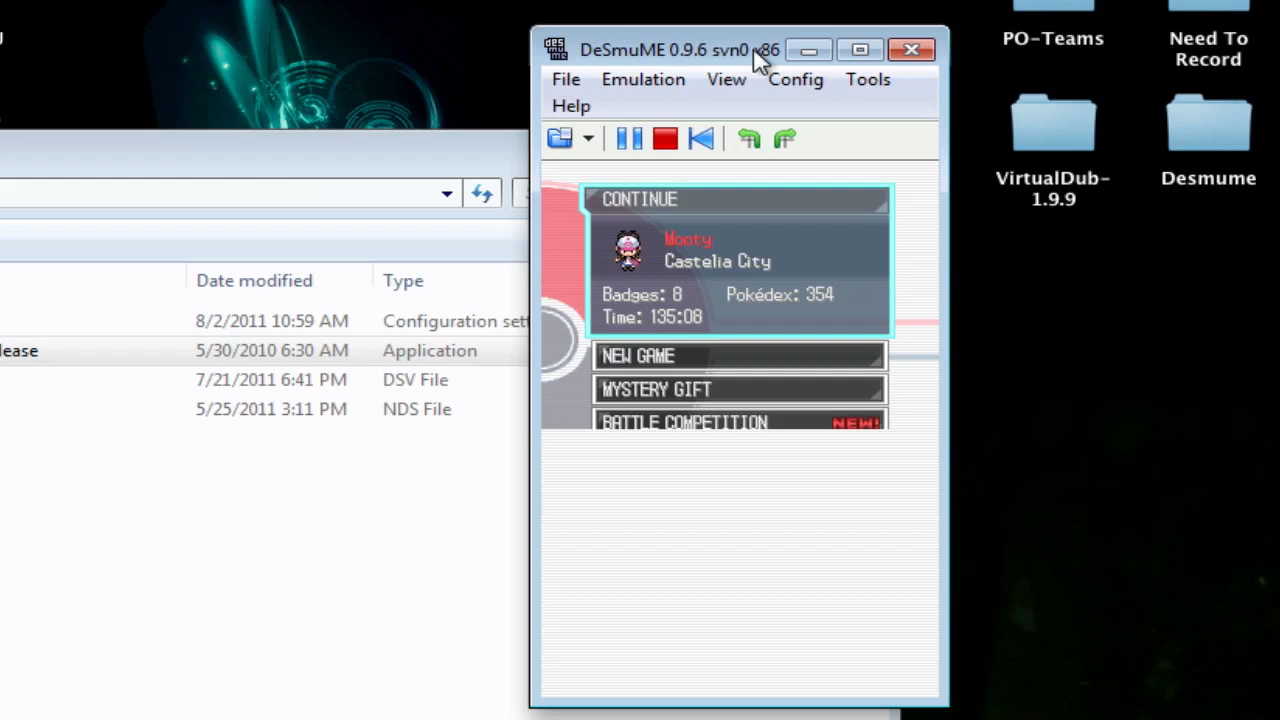 DeSmuME 0.9.6 svn0 x86
File Emulation View Config Tools
Help
CONTINUE
Mooty
Castelia City
Badges: 8 Pokédex: 354
Time: 135:08
NEW GAME
MYSTERY GIFT
BATTLE COMPETITION NEW!
Date modified Type
8/2/2011 10:59 AM Configuration sett
lease 5/30/2010 6:30 AM Application
7/21/2011 6:41 PM DSV File
5/25/2011 3:11 PM NDS File
PO-Teams
Need To
Record
VirtualDub-
1.9.9
Desmume